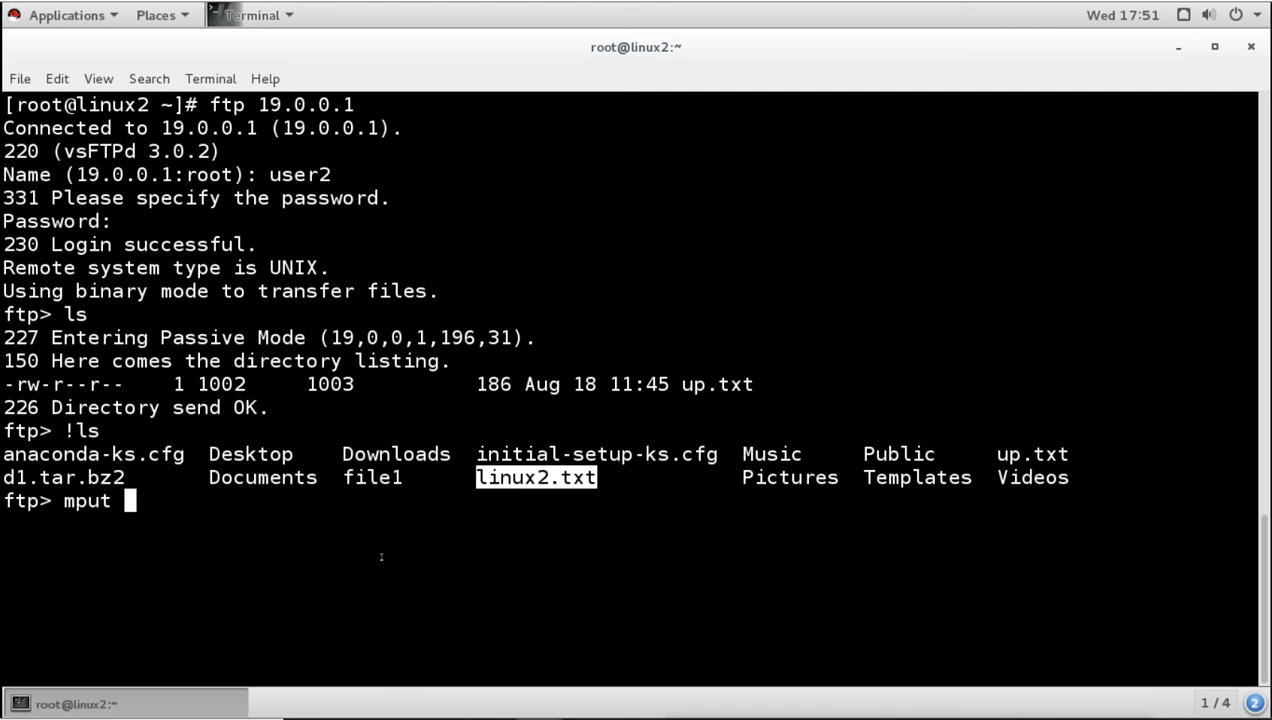 Applications Places Terminal Wed 17:51
root@linux2:~
File Edit View Search Terminal Help
[root@linux2 ~]# ftp 19.0.0.1
Connected to 19.0.0.1 (19.0.0.1).
220 (vsFTPd 3.0.2)
Name (19.0.0.1:root): user2
331 Please specify the password.
Password:
230 Login successful.
Remote system type is UNIX.
Using binary mode to transfer files.
ftp> ls
227 Entering Passive Mode (19,0,0,1,196,31).
150 Here comes the directory listing.
-rw-r--r--    1 1002     1003          186 Aug 18 11:45 up.txt
226 Directory send OK.
ftp> !ls
anaconda-ks.cfg  Desktop    Downloads  initial-setup-ks.cfg  Music     Public     up.txt
d1.tar.bz2       Documents  file1      linux2.txt            Pictures  Templates  Videos
ftp> mput
root@linux2:~ 1 / 4 2